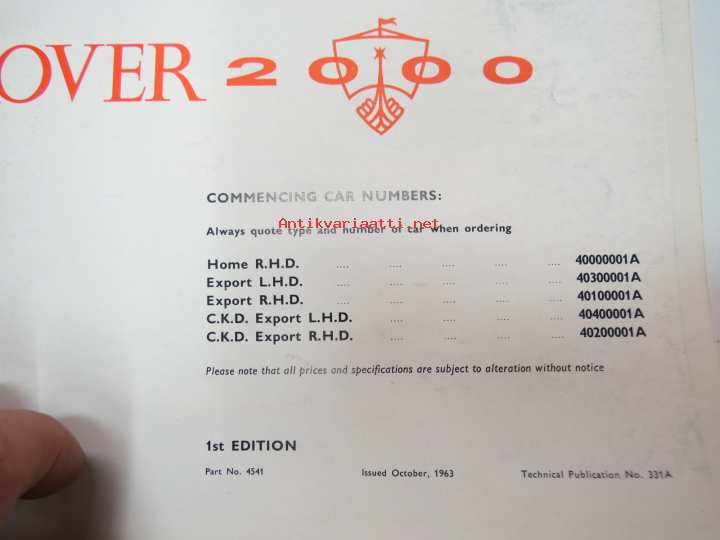 OVER 2000
COMMENCING CAR NUMBERS:
Antikvariaatti.net
Always quote type and number of car when ordering
Home R.H.D. .... .... .... .... .... 40000001A
Export L.H.D. .... .... .... .... .... 40300001A
Export R.H.D. .... .... .... .... .... 40100001A
C.K.D. Export L.H.D. .... .... .... .... 40400001A
C.K.D. Export R.H.D. .... .... .... .... 40200001A
Please note that all prices and specifications are subject to alteration without notice
1st EDITION
Part No. 4541 Issued October, 1963 Technical Publication No. 331A